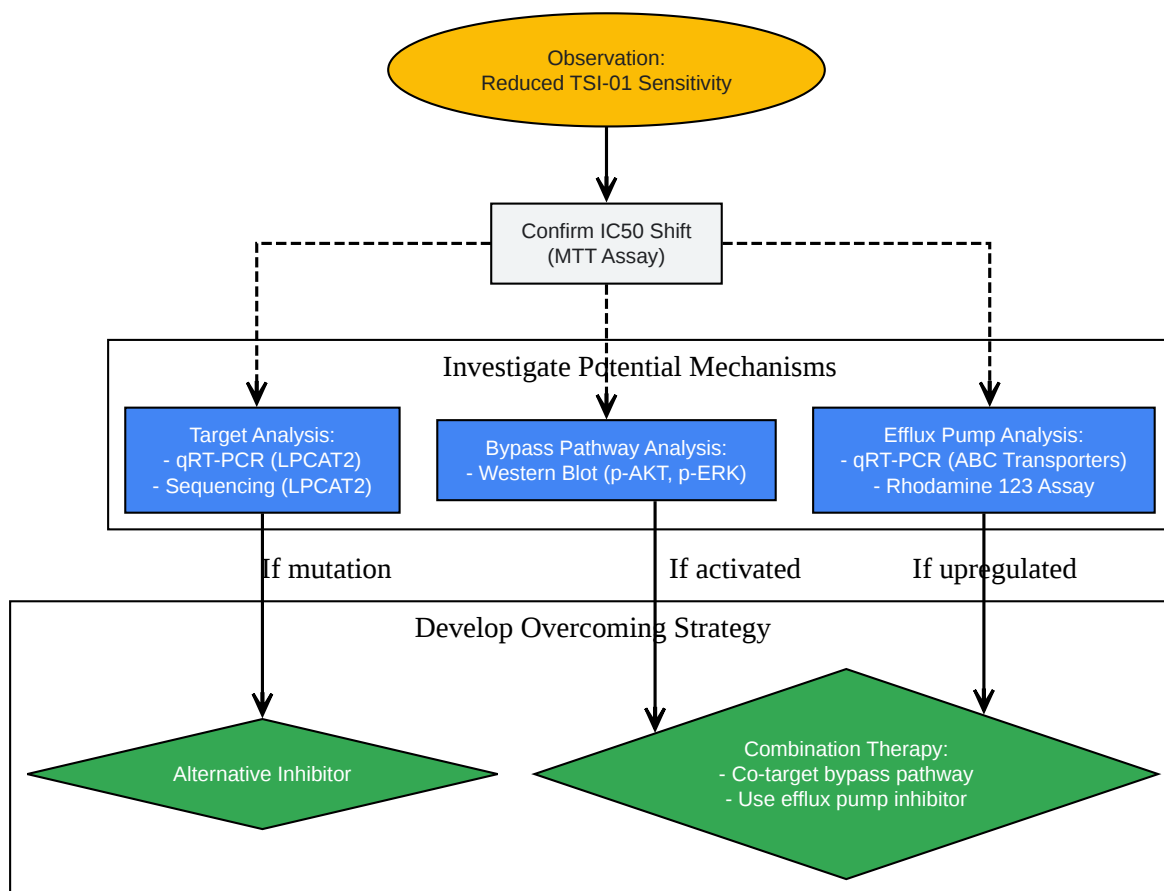 Observation:
Reduced TSI-01 Sensitivity
Confirm IC50 Shift
(MTT Assay)
Investigate Potential Mechanisms
Target Analysis:
- qRT-PCR (LPCAT2)
- Sequencing (LPCAT2)
Bypass Pathway Analysis:
- Western Blot (p-AKT, p-ERK)
Efflux Pump Analysis:
- qRT-PCR (ABC Transporters)
- Rhodamine 123 Assay
If mutation
If activated
If upregulated
Develop Overcoming Strategy
Alternative Inhibitor
Combination Therapy:
- Co-target bypass pathway
- Use efflux pump inhibitor